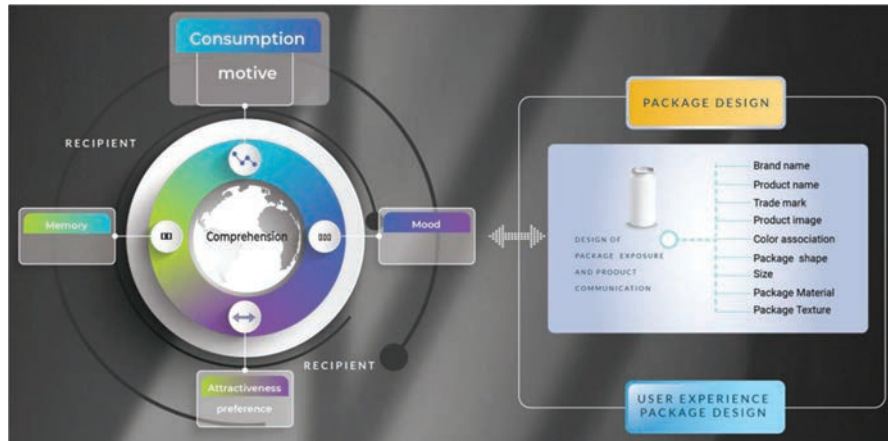 Consumption
motive
RECIPIENT
Memory
Comprehension
Mood
RECIPIENT
Attractiveness
preference
PACKAGE DESIGN
DESIGN OF
PACKAGE EXPOSURE
AND PRODUCT
COMMUNICATION
Brand name
Product name
Trade mark
Product image
Color association
Package shape
Size
Package Material
Package Texture
USER EXPERIENCE
PACKAGE DESIGN